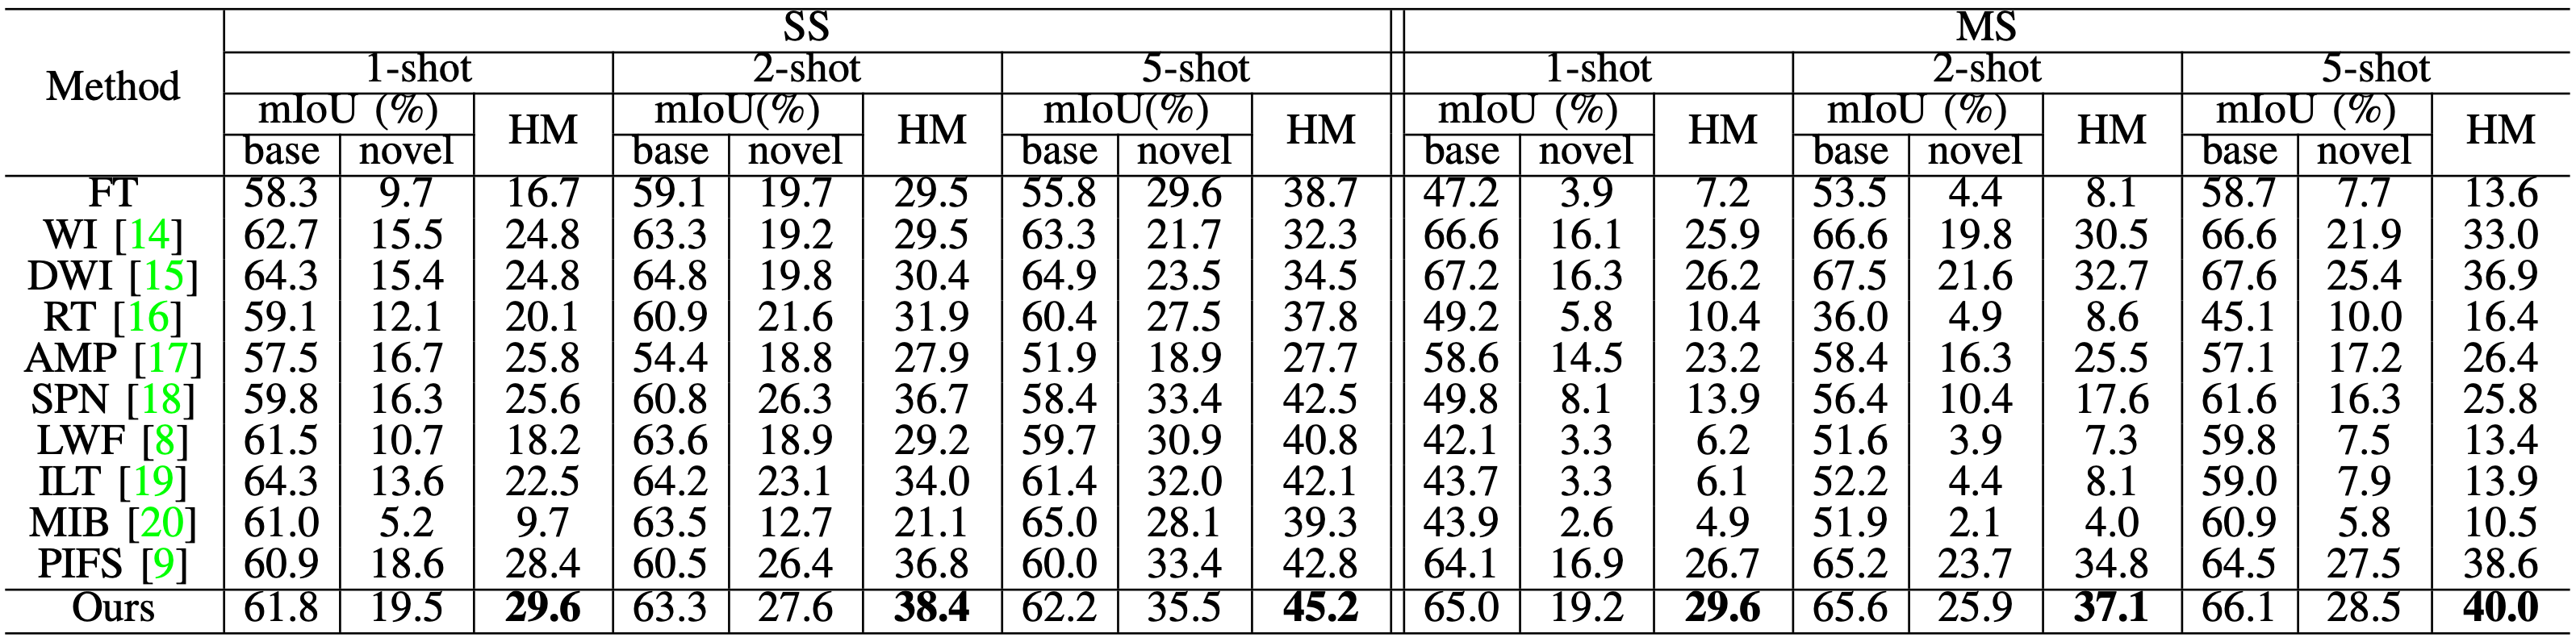 Method SS MS
1-shot 2-shot 5-shot 1-shot 2-shot 5-shot
mIoU (%) HM mIoU(%) HM mIoU(%) HM mIoU (%) HM mIoU (%) HM mIoU (%) HM
base novel base novel base novel base novel base novel base novel
FT 58.3 9.7 16.7 59.1 19.7 29.5 55.8 29.6 38.7 47.2 3.9 7.2 53.5 4.4 8.1 58.7 7.7 13.6
WI [14] 62.7 15.5 24.8 63.3 19.2 29.5 63.3 21.7 32.3 66.6 16.1 25.9 66.6 19.8 30.5 66.6 21.9 33.0
DWI [15] 64.3 15.4 24.8 64.8 19.8 30.4 64.9 23.5 34.5 67.2 16.3 26.2 67.5 21.6 32.7 67.6 25.4 36.9
RT [16] 59.1 12.1 20.1 60.9 21.6 31.9 60.4 27.5 37.8 49.2 5.8 10.4 36.0 4.9 8.6 45.1 10.0 16.4
AMP [17] 57.5 16.7 25.8 54.4 18.8 27.9 51.9 18.9 27.7 58.6 14.5 23.2 58.4 16.3 25.5 57.1 17.2 26.4
SPN [18] 59.8 16.3 25.6 60.8 26.3 36.7 58.4 33.4 42.5 49.8 8.1 13.9 56.4 10.4 17.6 61.6 16.3 25.8
LWF [8] 61.5 10.7 18.2 63.6 18.9 29.2 59.7 30.9 40.8 42.1 3.3 6.2 51.6 3.9 7.3 59.8 7.5 13.4
ILT [19] 64.3 13.6 22.5 64.2 23.1 34.0 61.4 32.0 42.1 43.7 3.3 6.1 52.2 4.4 8.1 59.0 7.9 13.9
MIB [20] 61.0 5.2 9.7 63.5 12.7 21.1 65.0 28.1 39.3 43.9 2.6 4.9 51.9 2.1 4.0 60.9 5.8 10.5
PIFS [9] 60.9 18.6 28.4 60.5 26.4 36.8 60.0 33.4 42.8 64.1 16.9 26.7 65.2 23.7 34.8 64.5 27.5 38.6
Ours 61.8 19.5 29.6 63.3 27.6 38.4 62.2 35.5 45.2 65.0 19.2 29.6 65.6 25.9 37.1 66.1 28.5 40.0